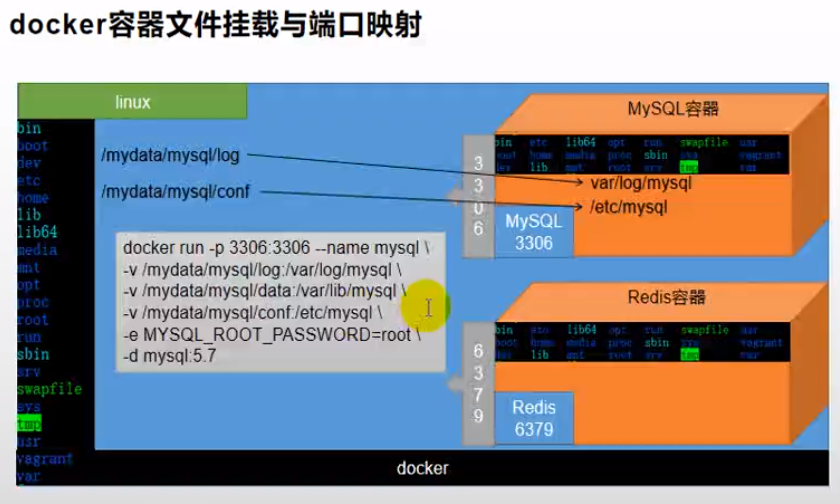 docker容器文件挂载与端口映射
linux
bin
boot
dev
etc
home
lib
lib64
media
mnt
opt
proc
root
run
sbin
srv
swapfile
sys
tmp
usr
vagrant
var
/mydata/mysql/log
/mydata/mysql/conf
docker run -p 3306:3306 --name mysql \
-v /mydata/mysql/log:/var/log/mysql \
-v /mydata/mysql/data:/var/lib/mysql \
-v /mydata/mysql/conf:/etc/mysql \
-e MYSQL_ROOT_PASSWORD=root \
-d mysql:5.7
MySQL容器
bin etc lib64 opt run swapfile usr
boot home media proc sbin sys vagrant
dev lib mnt root srv tmp var
var/log/mysql
/etc/mysql
3
3
0
6
MySQL
3306
Redis容器
bin etc lib64 opt run swapfile usr
boot home media proc sbin sys vagrant
dev lib mnt root srv tmp var
6
3
7
9
Redis
6379
docker